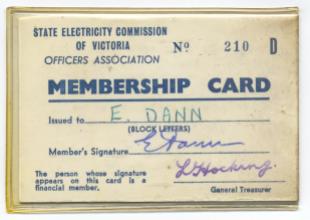 STATE ELECTRICITY COMMISSION
OF VICTORIA
OFFICERS ASSOCIATION
Nº 210 D
MEMBERSHIP CARD
Issued to E. DANN
(BLOCK LETTERS)
Member's Signature E Dann
The person whose signature
appears on this card is a
financial member.
L Hocking.
General Treasurer